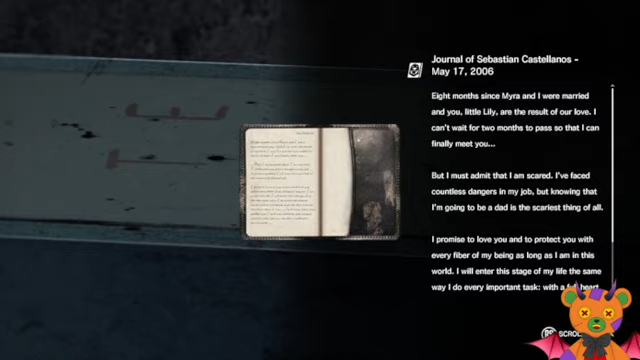 Journal of Sebastian Castellanos -
May 17, 2006
Eight months since Myra and I were married
and you, little Lily, are the result of our love. I
can't wait for two months to pass so that I can
finally meet you...
But I must admit that I am scared. I've faced
countless dangers in my job, but knowing that
I'm going to be a dad is the scariest thing of all.
I promise to love you and to protect you with
every fiber of my being as long as I am in this
world. I will enter this stage of my life the same
way I do every important task: with a full heart
RS SCROLL